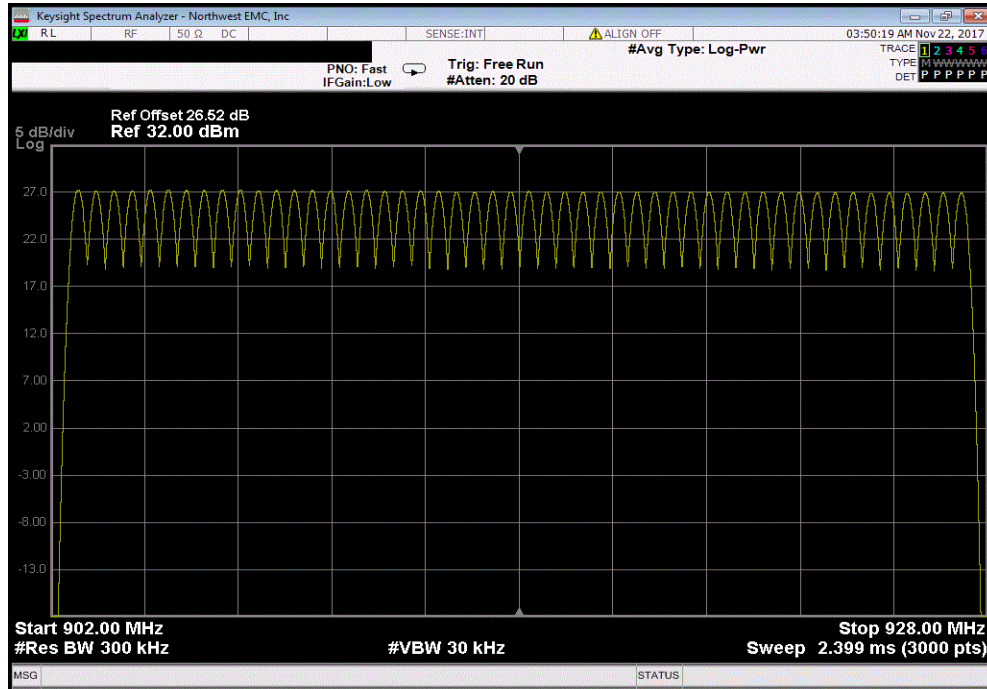 Keysight Spectrum Analyzer - Northwest EMC, Inc
LXI RL RF 50 Ω DC SENSE:INT ALIGN OFF 03:50:19 AM Nov 22, 2017
#Avg Type: Log-Pwr TRACE 1 2 3 4 5 6
PNO: Fast Trig: Free Run TYPE M W W W W W
IFGain:Low #Atten: 20 dB DET P P P P P P
Ref Offset 26.52 dB
5 dB/div Ref 32.00 dBm
Log
27.0
22.0
17.0
12.0
7.00
2.00
-3.00
-8.00
-13.0
Start 902.00 MHz Stop 928.00 MHz
#Res BW 300 kHz #VBW 30 kHz Sweep 2.399 ms (3000 pts)
MSG STATUS